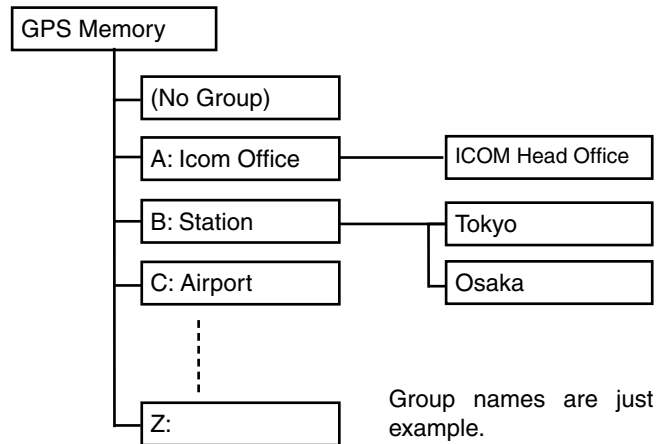 GPS Memory
(No Group)
A: Icom Office
ICOM Head Office
B: Station
Tokyo
C: Airport
Osaka
Z:
Group names are just
example.